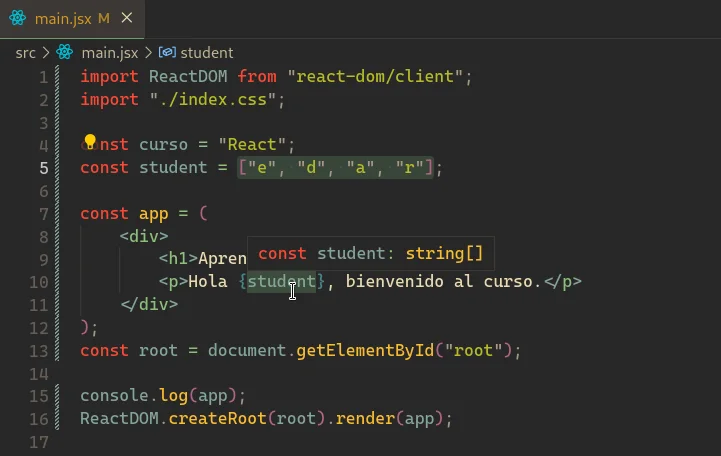 main.jsx M
src > main.jsx > student
1 import ReactDOM from "react-dom/client";
2 import "./index.css";
3
4 nst curso = "React";
5 const student = ["e", "d", "a", "r"];
6
7 const app = (
8 <div>
const student: string[]
9 <h1>Apren
10 <p>Hola {student}, bienvenido al curso.</p>
11 </div>
12 );
13 const root = document.getElementById("root");
14
15 console.log(app);
16 ReactDOM.createRoot(root).render(app);
17